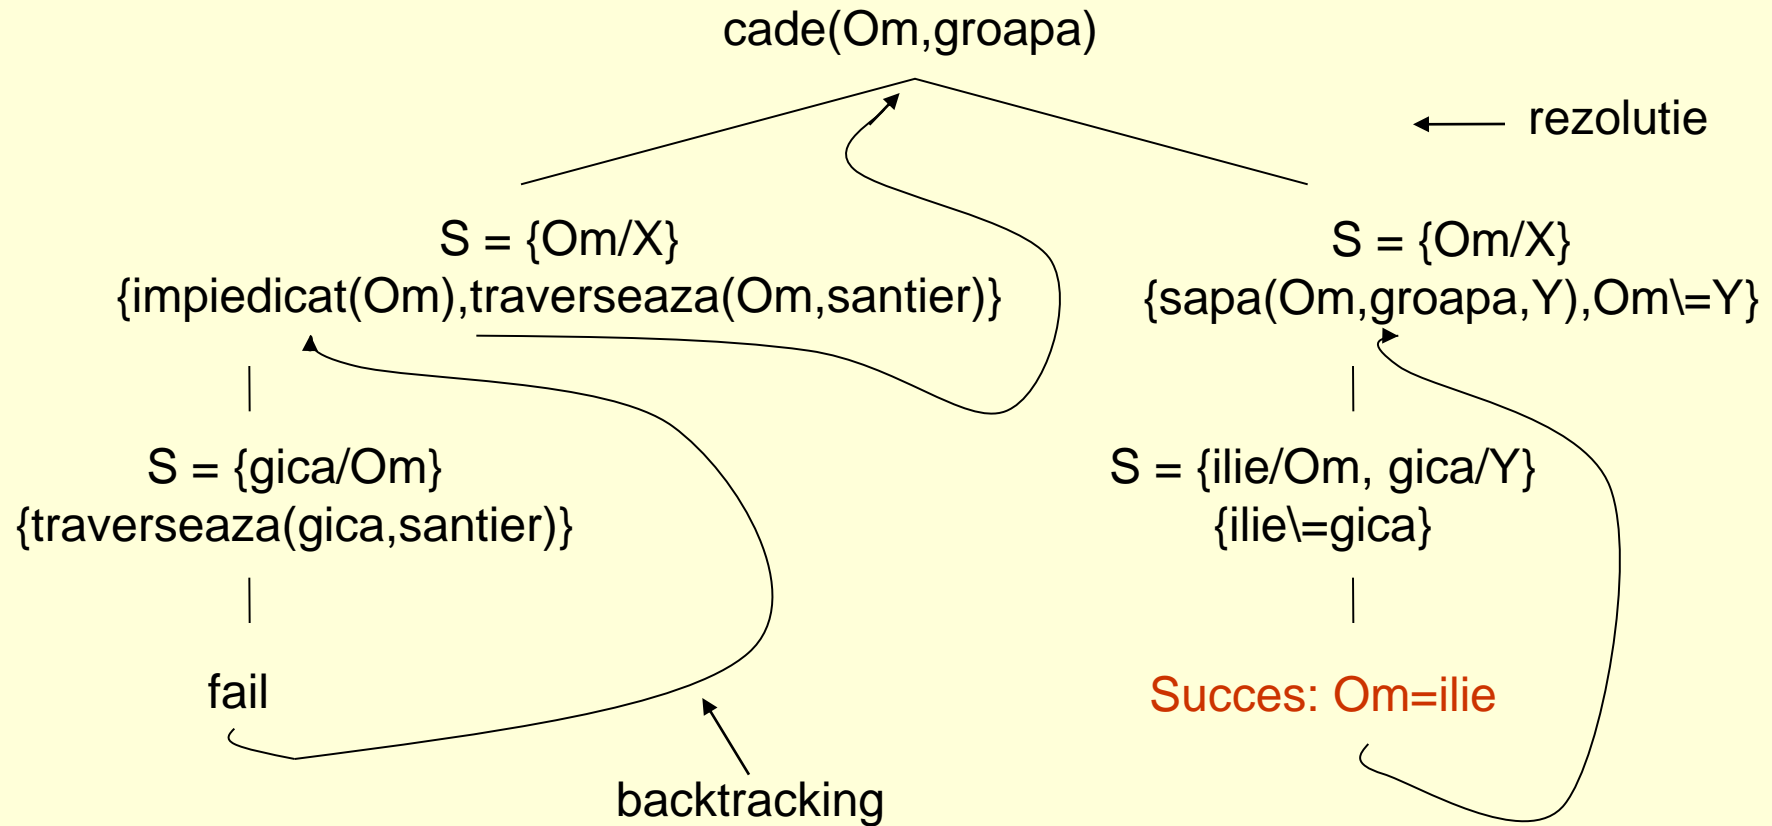 cade(Om,groapa)
rezolutie
S = {Om/X}
{impiedicat(Om),traverseaza(Om,santier)}
S = {Om/X}
{sapa(Om,groapa,Y),Om\=Y}
S = {gica/Om}
{traverseaza(gica,santier)}
S = {ilie/Om, gica/Y}
{ilie\=gica}
fail
Succes: Om=ilie
backtracking